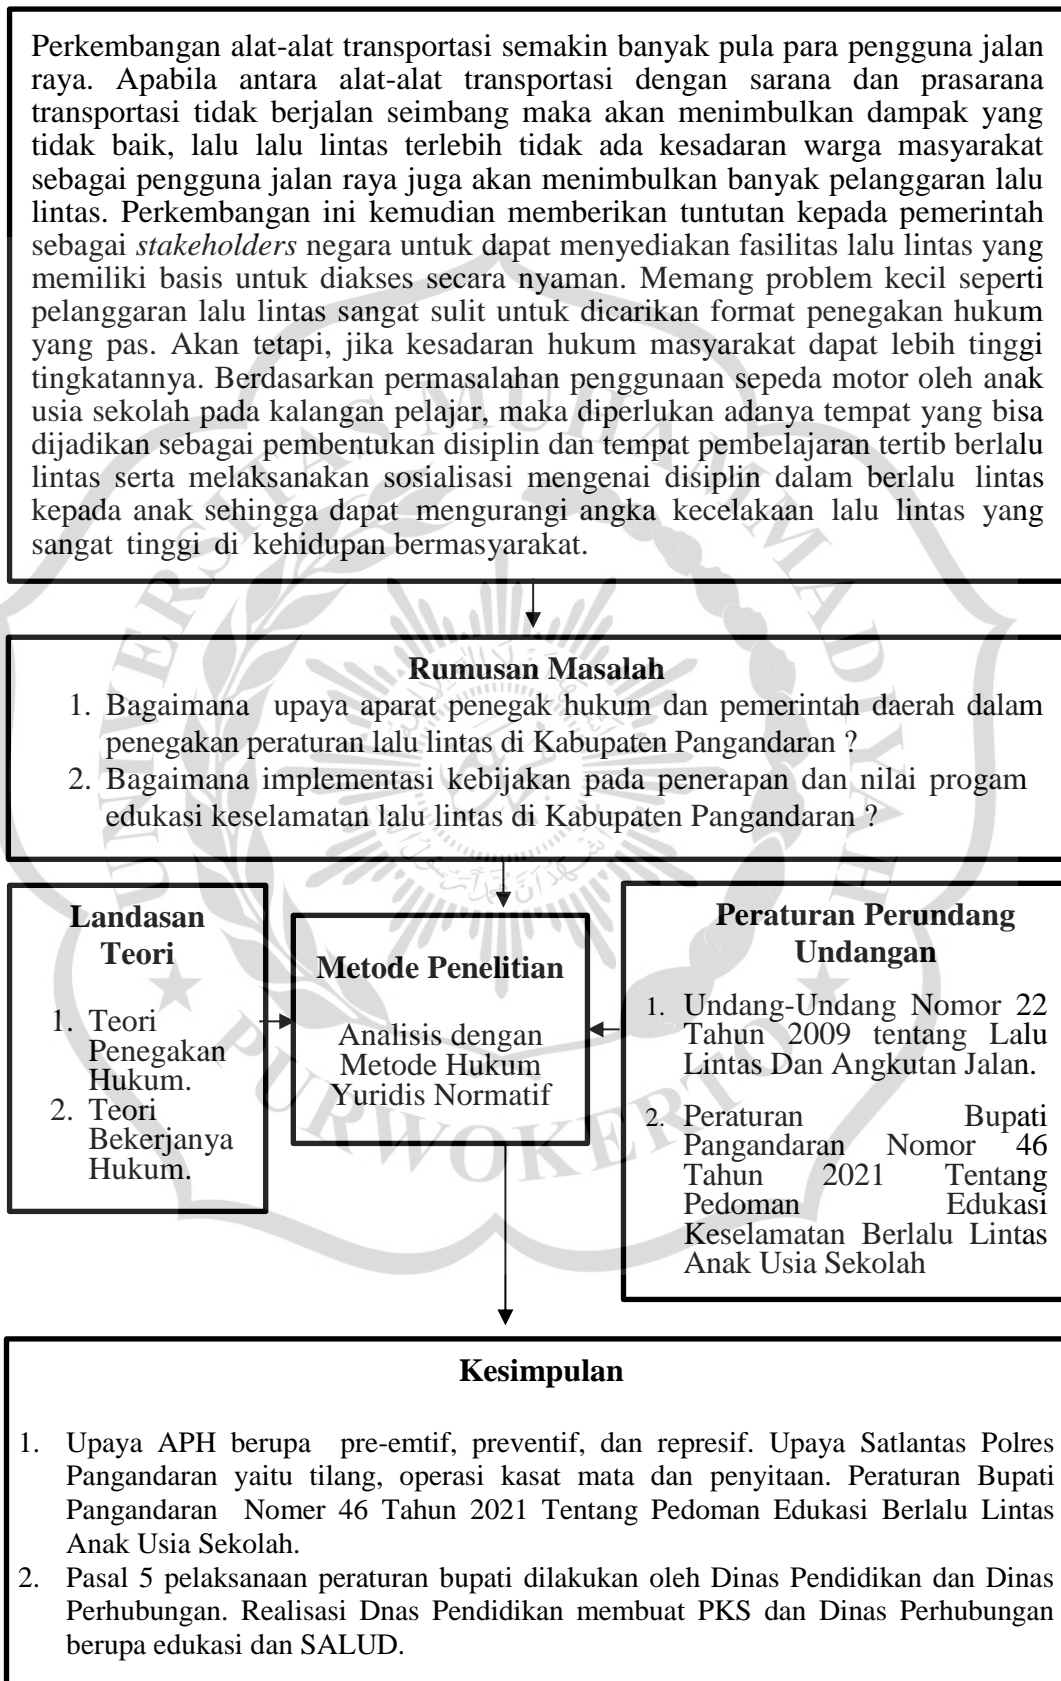 Perkembangan alat-alat transportasi semakin banyak pula para pengguna jalan
raya. Apabila antara alat-alat transportasi dengan sarana dan prasarana
transportasi tidak berjalan seimbang maka akan menimbulkan dampak yang
tidak baik, lalu lalu lintas terlebih tidak ada kesadaran warga masyarakat
sebagai pengguna jalan raya juga akan menimbulkan banyak pelanggaran lalu
lintas. Perkembangan ini kemudian memberikan tuntutan kepada pemerintah
sebagai stakeholders negara untuk dapat menyediakan fasilitas lalu lintas yang
memiliki basis untuk diakses secara nyaman. Memang problem kecil seperti
pelanggaran lalu lintas sangat sulit untuk dicarikan format penegakan hukum
yang pas. Akan tetapi, jika kesadaran hukum masyarakat dapat lebih tinggi
tingkatannya. Berdasarkan permasalahan penggunaan sepeda motor oleh anak
usia sekolah pada kalangan pelajar, maka diperlukan adanya tempat yang bisa
dijadikan sebagai pembentukan disiplin dan tempat pembelajaran tertib berlalu
lintas serta melaksanakan sosialisasi mengenai disiplin dalam berlalu lintas
kepada anak sehingga dapat mengurangi angka kecelakaan lalu lintas yang
sangat tinggi di kehidupan bermasyarakat.
Rumusan Masalah
1. Bagaimana upaya aparat penegak hukum dan pemerintah daerah dalam
penegakan peraturan lalu lintas di Kabupaten Pangandaran ?
2. Bagaimana implementasi kebijakan pada penerapan dan nilai progam
edukasi keselamatan lalu lintas di Kabupaten Pangandaran ?
Landasan
Teori
1. Teori
Penegakan
Hukum.
2. Teori
Bekerjanya
Hukum.
Metode Penelitian
Analisis dengan
Metode Hukum
Yuridis Normatif
Peraturan Perundang
Undangan
1. Undang-Undang Nomor 22
Tahun 2009 tentang Lalu
Lintas Dan Angkutan Jalan.
2. Peraturan Bupati
Pangandaran Nomor 46
Tahun 2021 Tentang
Pedoman Edukasi
Keselamatan Berlalu Lintas
Anak Usia Sekolah
Kesimpulan
1. Upaya APH berupa pre-emtif, preventif, dan represif. Upaya Satlantas Polres
Pangandaran yaitu tilang, operasi kasat mata dan penyitaan. Peraturan Bupati
Pangandaran Nomer 46 Tahun 2021 Tentang Pedoman Edukasi Berlalu Lintas
Anak Usia Sekolah.
2. Pasal 5 pelaksanaan peraturan bupati dilakukan oleh Dinas Pendidikan dan Dinas
Perhubungan. Realisasi Dnas Pendidikan membuat PKS dan Dinas Perhubungan
berupa edukasi dan SALUD.
UNIVERSITAS MUHAMMADIYAH
PURWOKERTO